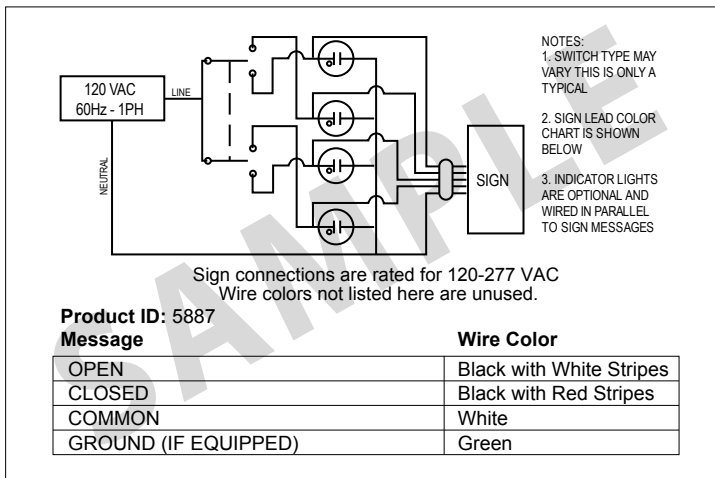 120 VAC
60Hz - 1PH
LINE
NEUTRAL
SIGN
NOTES:
1. SWITCH TYPE MAY
VARY THIS IS ONLY A
TYPICAL
2. SIGN LEAD COLOR
CHART IS SHOWN
BELOW
3. INDICATOR LIGHTS
ARE OPTIONAL AND
WIRED IN PARALLEL
TO SIGN MESSAGES
SAMPLE
Sign connections are rated for 120-277 VAC
Wire colors not listed here are unused.
Product ID: 5887
Message Wire Color
OPEN Black with White Stripes
CLOSED Black with Red Stripes
COMMON White
GROUND (IF EQUIPPED) Green